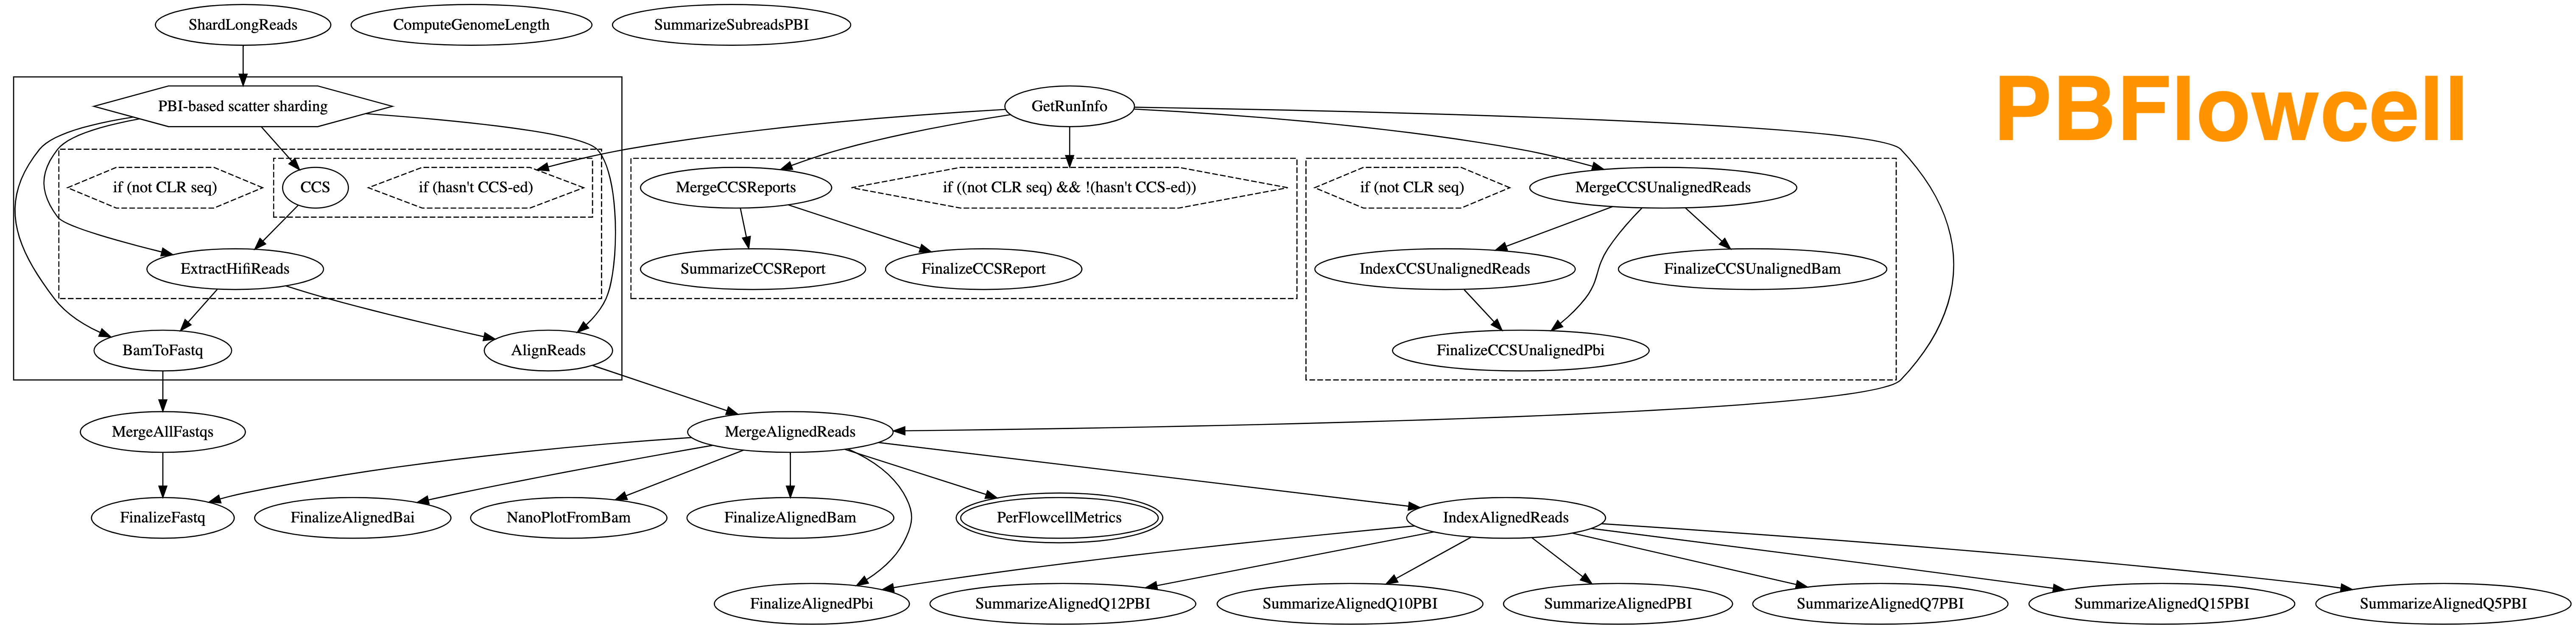 ShardLongReads
ComputeGenomeLength
SummarizeSubreadsPBI
PBFlowcell
PBI-based scatter sharding
GetRunInfo
if (not CLR seq)
CCS
if (hasn't CCS-ed)
MergeCCSReports
if ((not CLR seq) && !(hasn't CCS-ed))
if (not CLR seq)
MergeCCSUnalignedReads
ExtractHifiReads
SummarizeCCSReport
FinalizeCCSReport
IndexCCSUnalignedReads
FinalizeCCSUnalignedBam
BamToFastq
AlignReads
FinalizeCCSUnalignedPbi
MergeAllFastqs
MergeAlignedReads
FinalizeFastq
FinalizeAlignedBai
NanoPlotFromBam
FinalizeAlignedBam
PerFlowcellMetrics
IndexAlignedReads
FinalizeAlignedPbi
SummarizeAlignedQ12PBI
SummarizeAlignedQ10PBI
SummarizeAlignedPBI
SummarizeAlignedQ7PBI
SummarizeAlignedQ15PBI
SummarizeAlignedQ5PBI